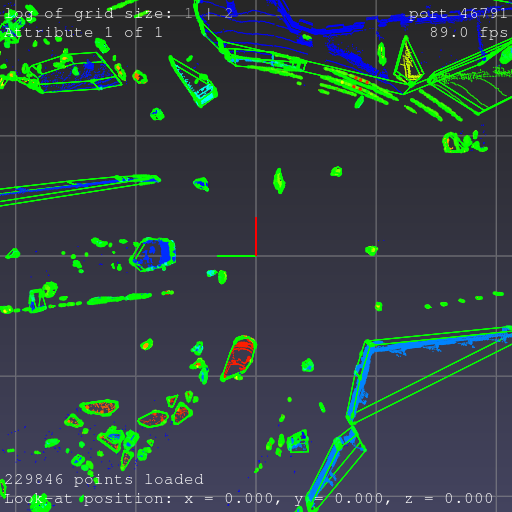 log of grid size: 1 | 2
port 46791
Attribute 1 of 1
89.0 fps
229846 points loaded
Look-at position: x = 0.000, y = 0.000, z = 0.000